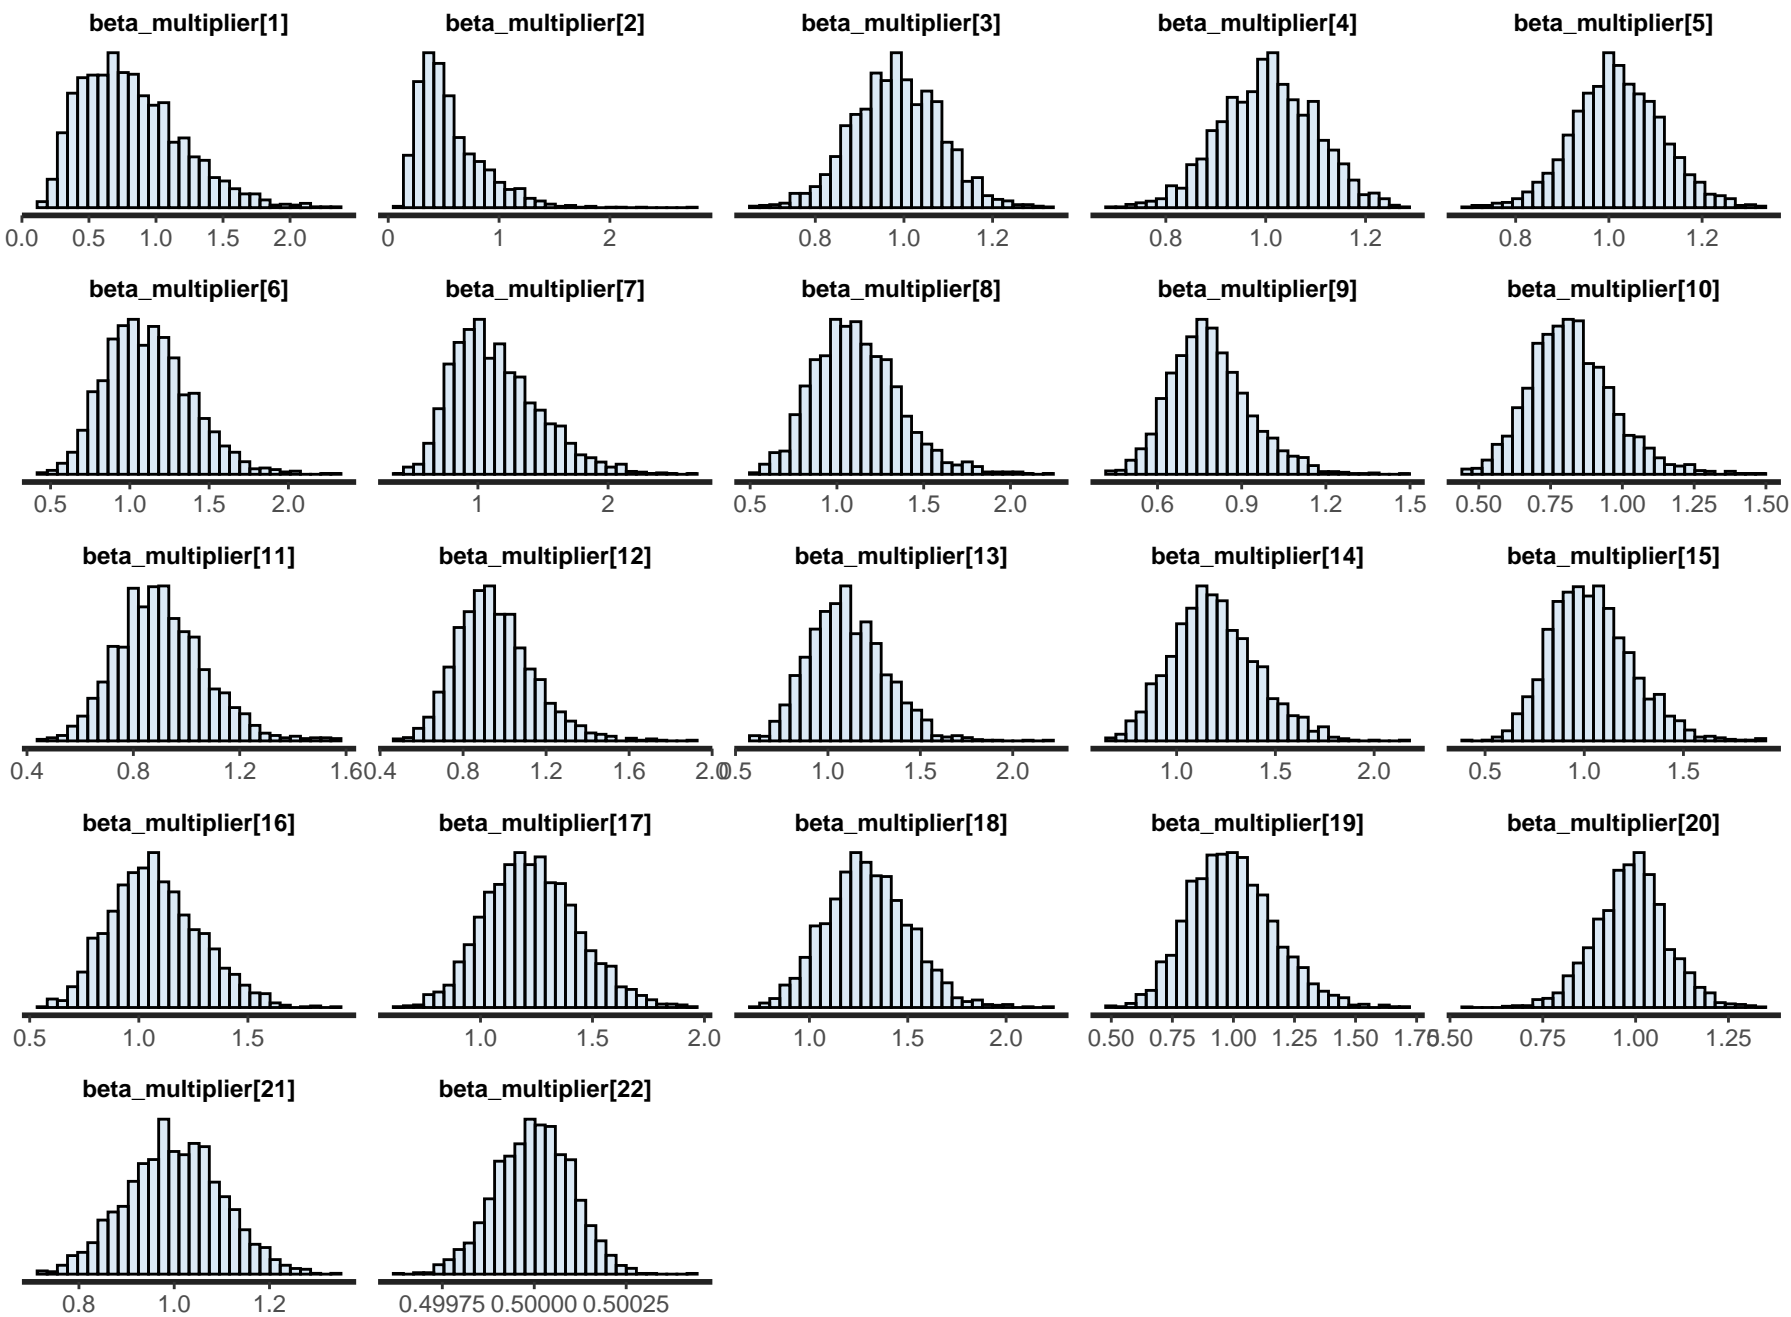 beta_multiplier[1] beta_multiplier[2] beta_multiplier[3] beta_multiplier[4] beta_multiplier[5]
0.0 0.5 1.0 1.5 2.0 0 1 2 0.8 1.0 1.2 0.8 1.0 1.2 0.8 1.0 1.2
beta_multiplier[6] beta_multiplier[7] beta_multiplier[8] beta_multiplier[9] beta_multiplier[10]
0.5 1.0 1.5 2.0 1 2 0.5 1.0 1.5 2.0 0.6 0.9 1.2 1.5 0.50 0.75 1.00 1.25 1.50
beta_multiplier[11] beta_multiplier[12] beta_multiplier[13] beta_multiplier[14] beta_multiplier[15]
0.4 0.8 1.2 1.6 0.4 0.8 1.2 1.6 2.0 0.5 1.0 1.5 2.0 1.0 1.5 2.0 0.5 1.0 1.5
beta_multiplier[16] beta_multiplier[17] beta_multiplier[18] beta_multiplier[19] beta_multiplier[20]
0.5 1.0 1.5 1.0 1.5 2.0 1.0 1.5 2.0 0.50 0.75 1.00 1.25 1.50 1.75 0.50 0.75 1.00 1.25
beta_multiplier[21] beta_multiplier[22]
0.8 1.0 1.2 0.49975 0.50000 0.50025